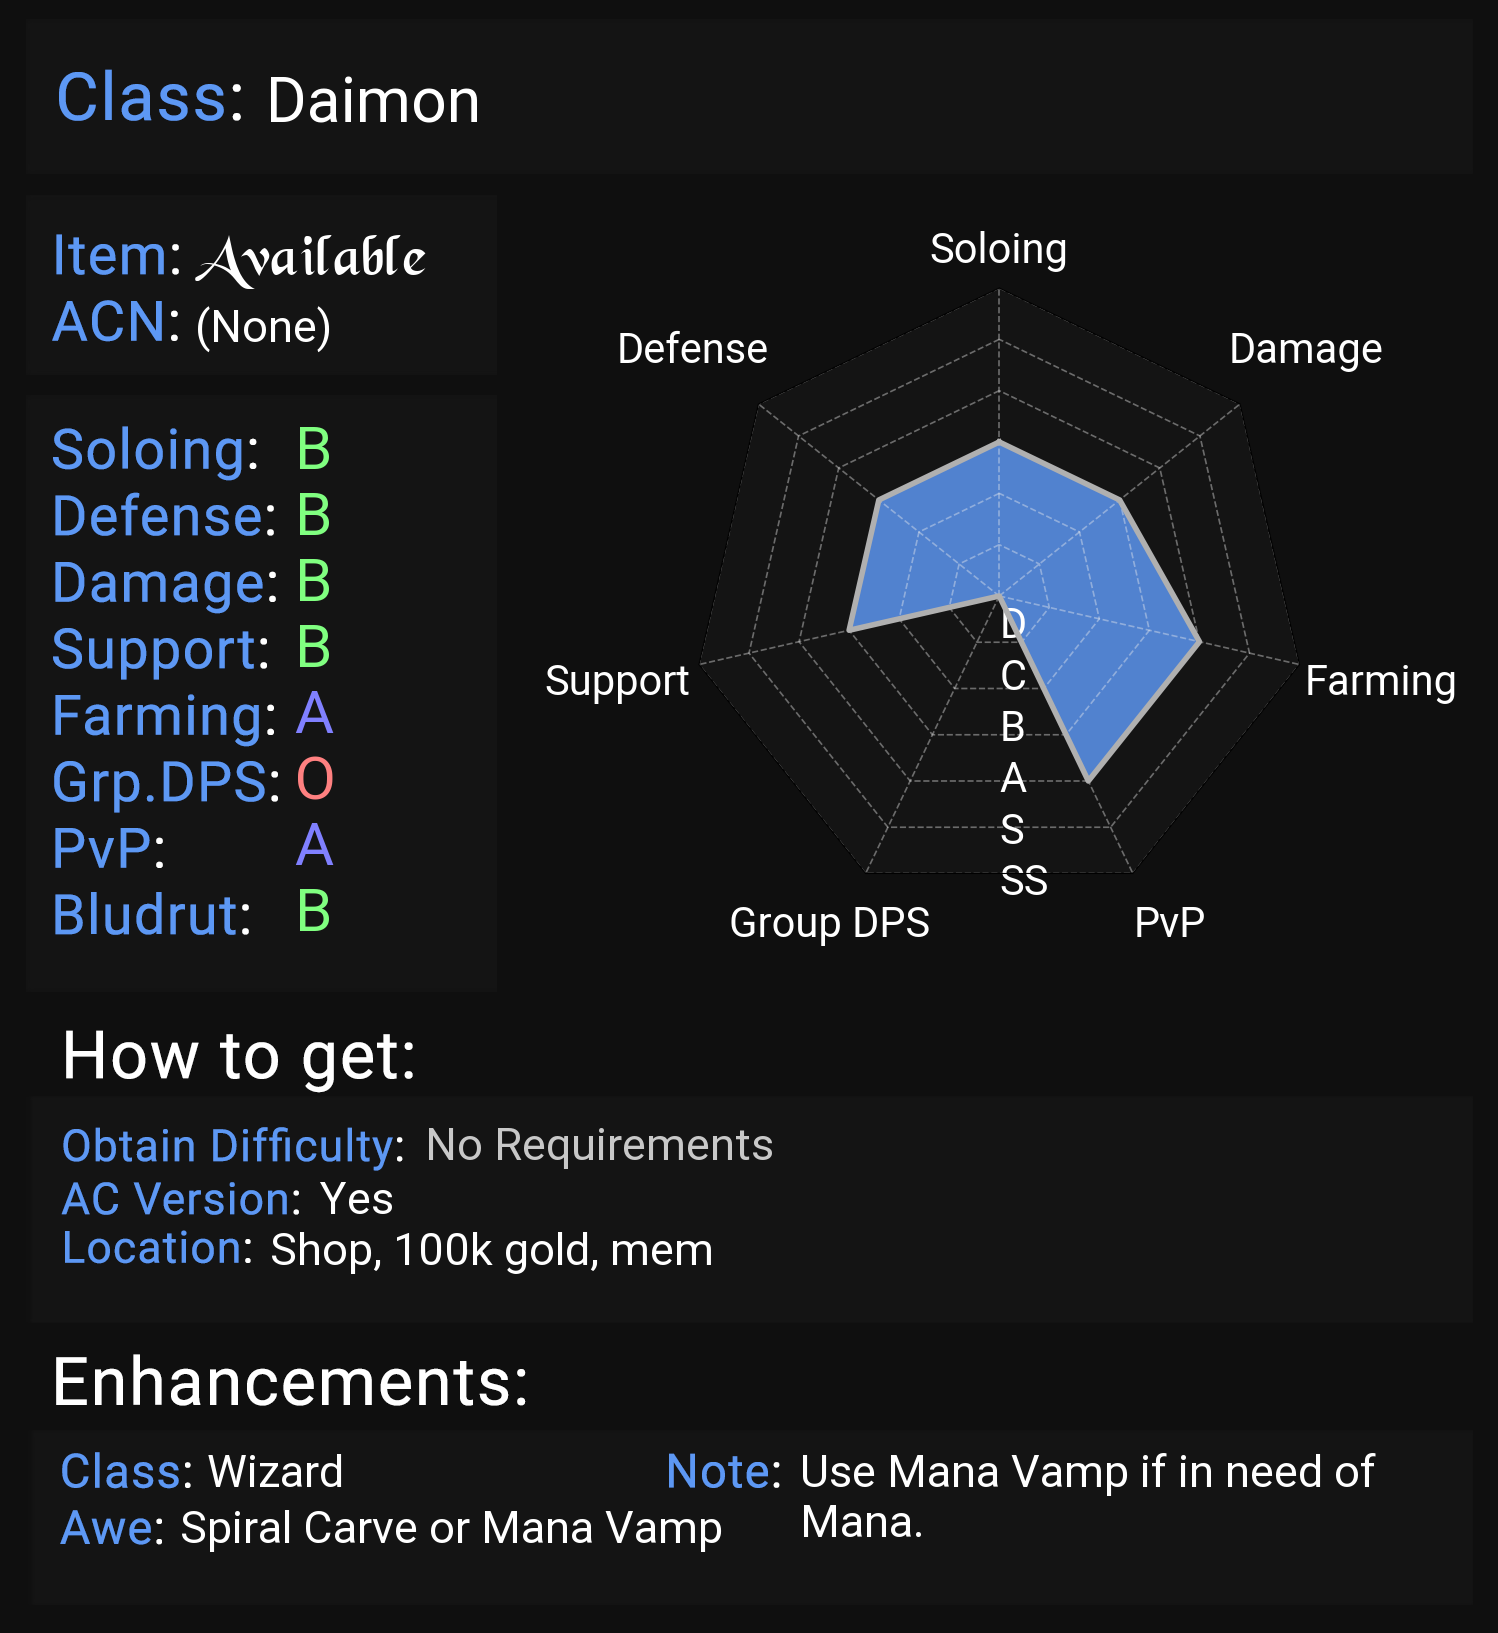 Class: Daimon
Item: Available
ACN: (None)
Soloing: B
Defense: B
Damage: B
Support: B
Farming: A
Grp.DPS: O
PvP: A
Bludrut: B
Soloing
Defense
Damage
Support
Farming
D
C
B
A
S
SS
Group DPS
PvP
How to get:
Obtain Difficulty: No Requirements
AC Version: Yes
Location: Shop, 100k gold, mem
Enhancements:
Class: Wizard
Awe: Spiral Carve or Mana Vamp
Note: Use Mana Vamp if in need of
Mana.